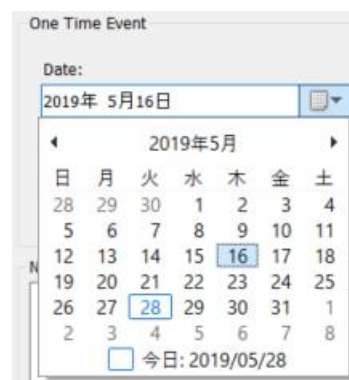 One Time Event
Date:
2019年 5月16日
2019年5月
日 月 火 水 木 金 土
28 29 30 1 2 3 4
5 6 7 8 9 10 11
12 13 14 15 16 17 18
19 20 21 22 23 24 25
26 27 28 29 30 31 1
2 3 4 5 6 7 8
今日: 2019/05/28
N